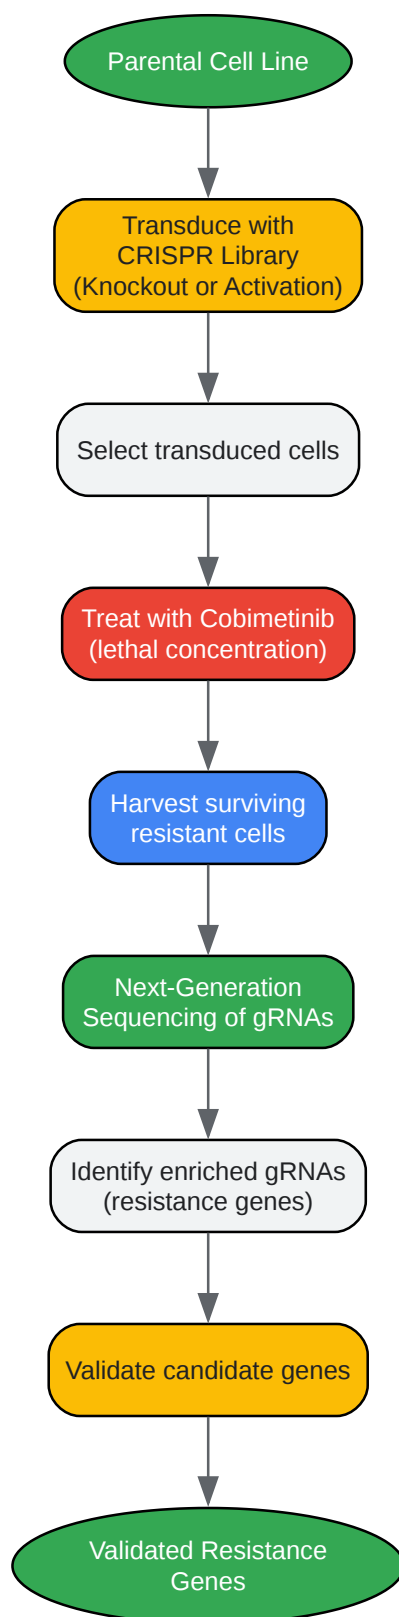 Parental Cell Line
Transduce with
CRISPR Library
(Knockout or Activation)
Select transduced cells
Treat with Cobimetinib
(lethal concentration)
Harvest surviving
resistant cells
Next-Generation
Sequencing of gRNAs
Identify enriched gRNAs
(resistance genes)
Validate candidate genes
Validated Resistance
Genes